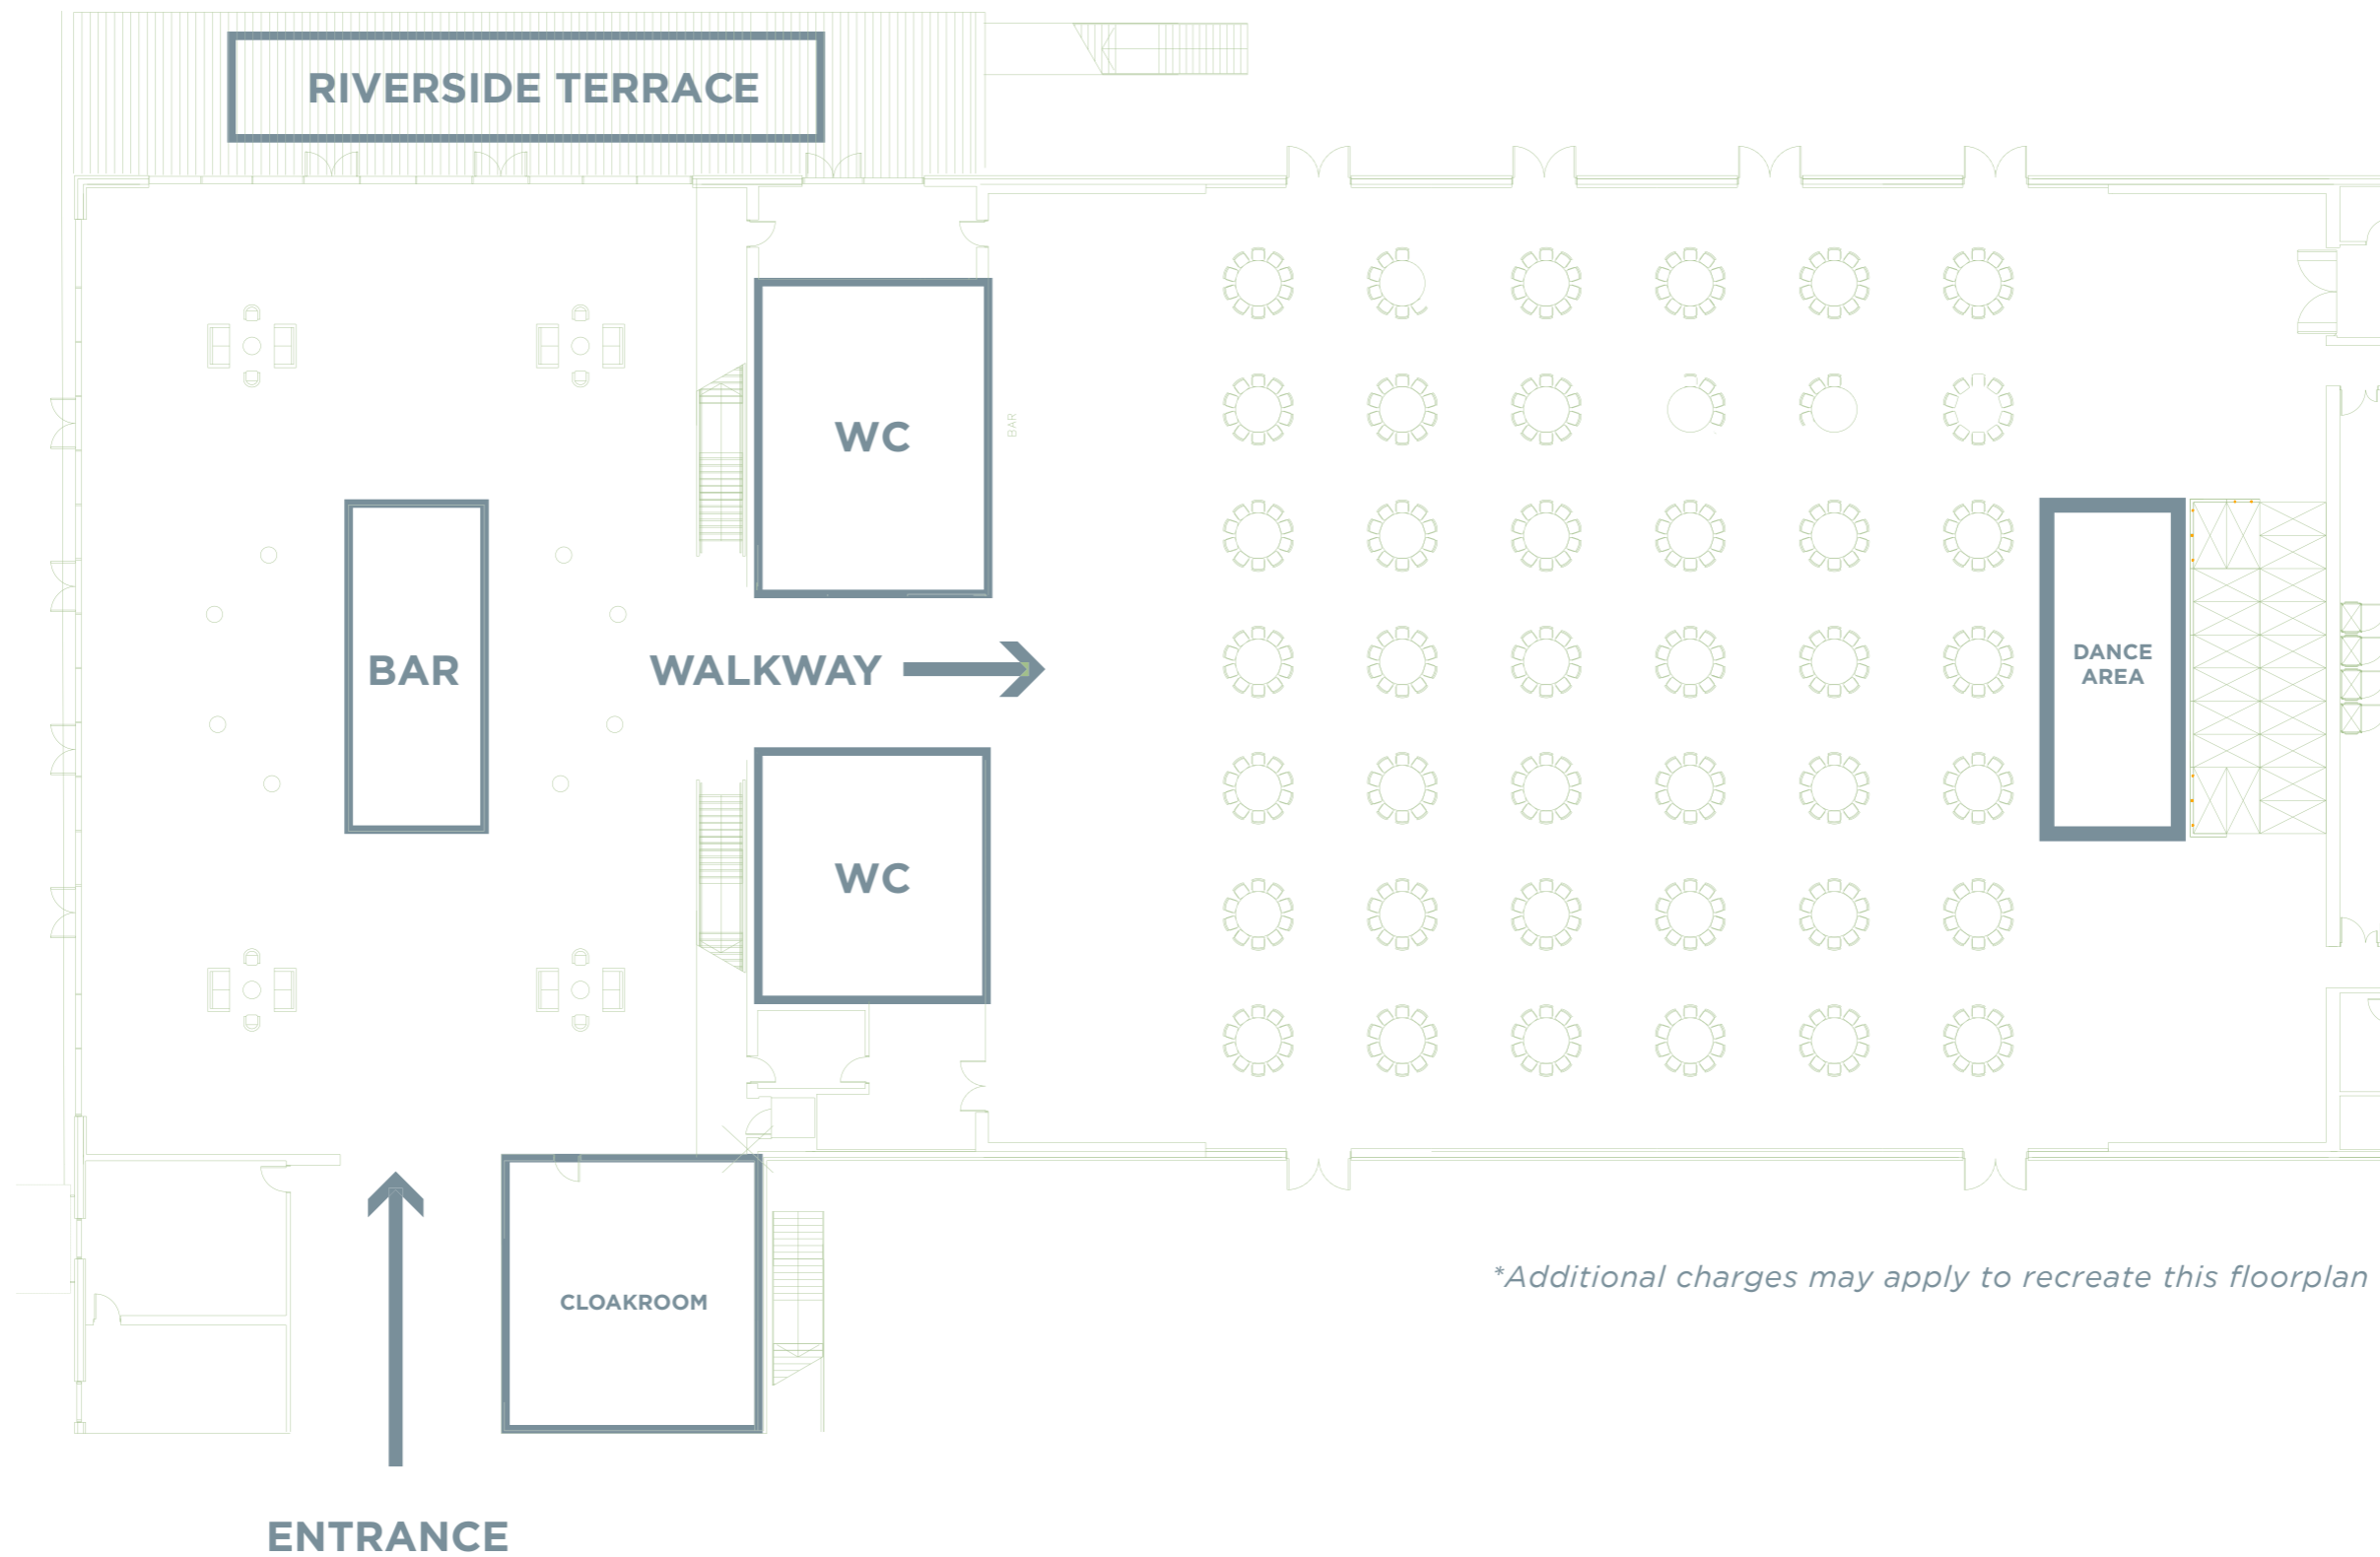 RIVERSIDE TERRACE
WC
BAR
BAR
WALKWAY
DANCE
AREA
WC
CLOAKROOM
*Additional charges may apply to recreate this floorplan
ENTRANCE